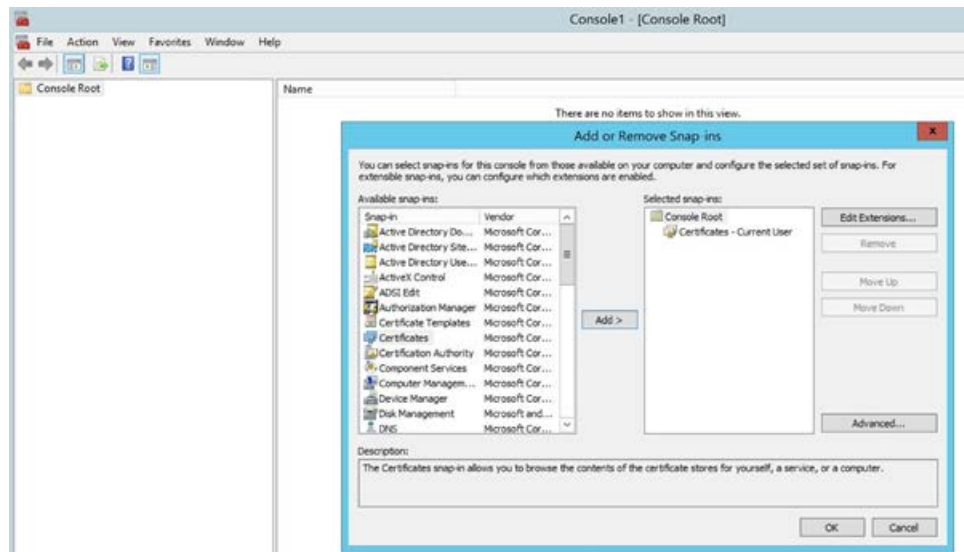 Console1 - [Console Root]
File Action View Favorites Window Help
Console Root
Name
There are no items to show in this view.
Add or Remove Snap-ins
x
You can select snap-ins for this console from those available on your computer and configure the selected set of snap-ins. For
extensible snap-ins, you can configure which extensions are enabled.
Available snap-ins:
Snap-in Vendor
Active Directory Do... Microsoft Cor...
Active Directory Site... Microsoft Cor...
Active Directory Use... Microsoft Cor...
ActiveX Control Microsoft Cor...
ADSI Edit Microsoft Cor...
Authorization Manager Microsoft Cor...
Certificate Templates Microsoft Cor...
Certificates Microsoft Cor...
Certification Authority Microsoft Cor...
Component Services Microsoft Cor...
Computer Managem... Microsoft Cor...
Device Manager Microsoft Cor...
Disk Management Microsoft and...
DNS Microsoft Cor...
Add >
Selected snap-ins:
Console Root
Certificates - Current User
Edit Extensions...
Remove
Move Up
Move Down
Advanced...
Description:
The Certificates snap-in allows you to browse the contents of the certificate stores for yourself, a service, or a computer.
OK Cancel